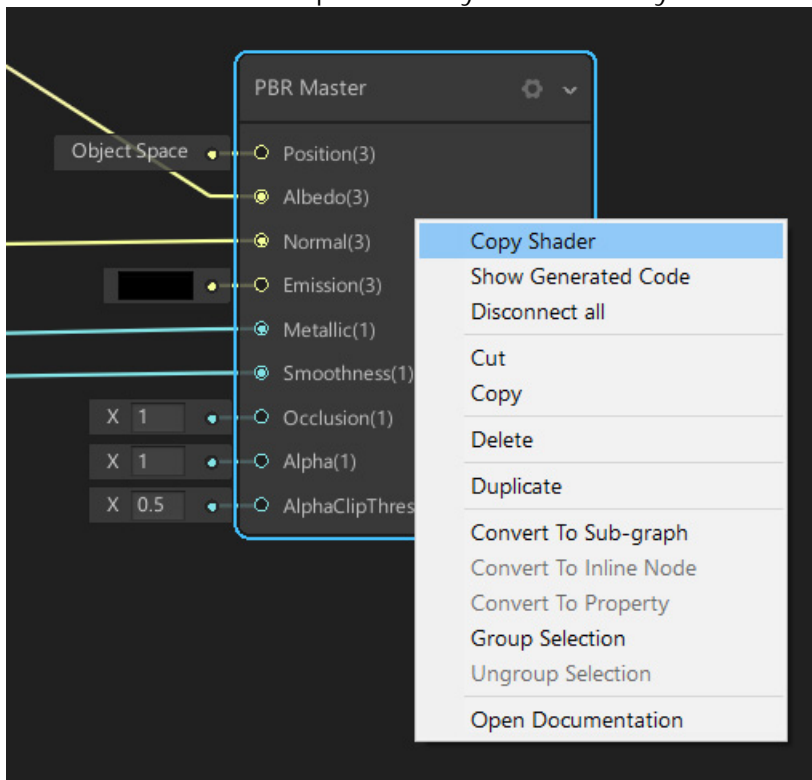 PBR Master
Object Space
Position(3)
Albedo(3)
Normal(3)
Emission(3)
Metallic(1)
Smoothness(1)
X 1
Occlusion(1)
X 1
Alpha(1)
X 0.5
AlphaClipThres
Copy Shader
Show Generated Code
Disconnect all
Cut
Copy
Delete
Duplicate
Convert To Sub-graph
Convert To Inline Node
Convert To Property
Group Selection
Ungroup Selection
Open Documentation